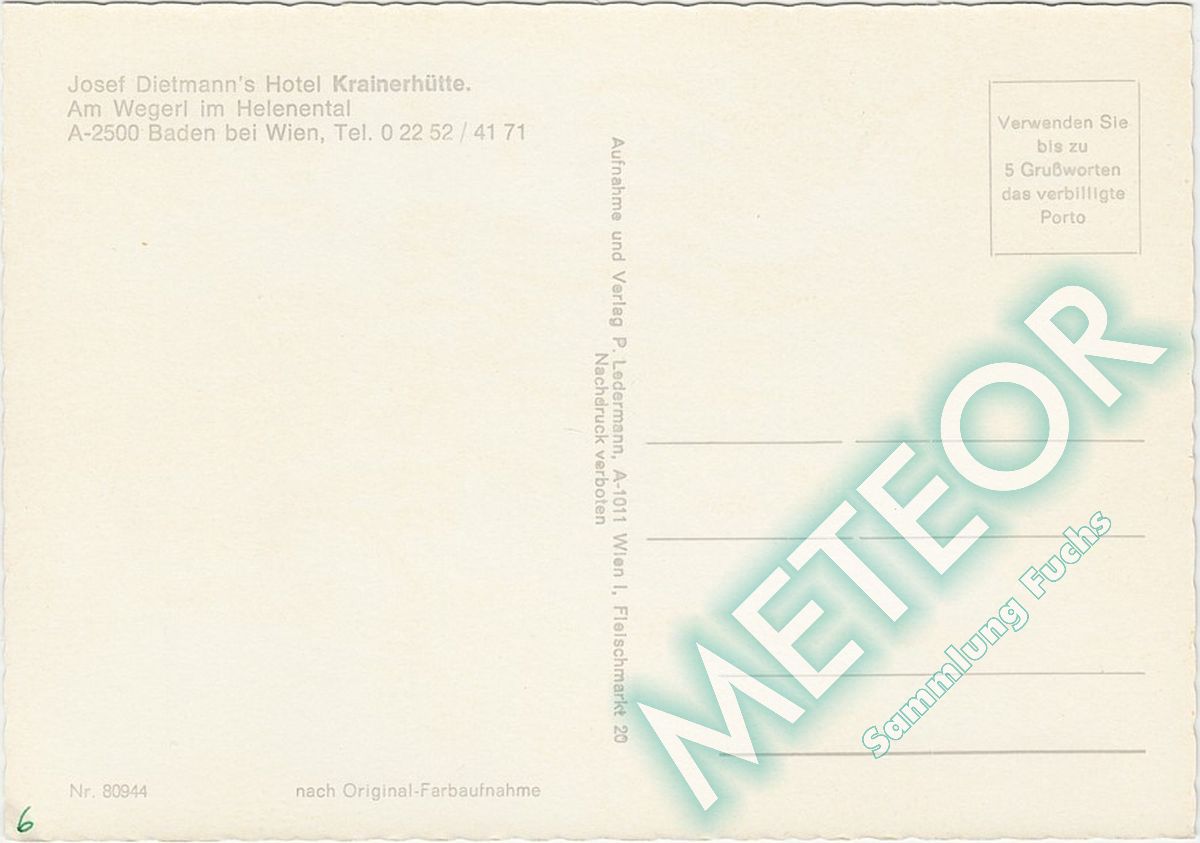 Josef Dietmann's Hotel Krainerhütte.
Am Wegerl im Helenental
A-2500 Baden bei Wien, Tel. 0 22 52 / 41 71
Verwenden Sie
bis zu
5 Grußworten
das verbilligte
Porto
Aufnahme und Verlag P. Ledermann, A-1011 Wien I, Fleischmarkt 20
Nachdruck verboten
METEOR
Sammlung Fuchs
Nr. 80944
nach Original-Farbaufnahme
6